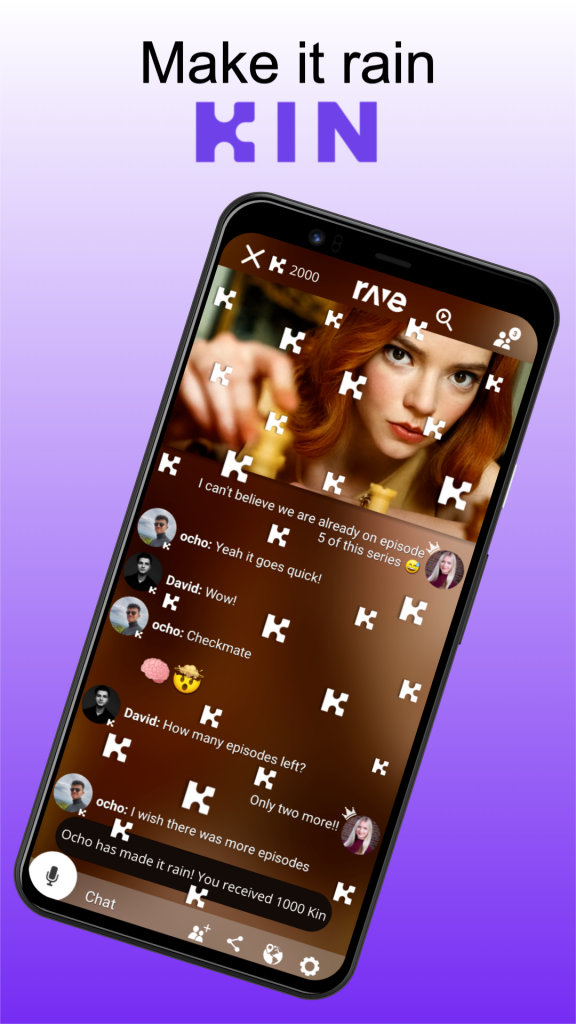 Make it rain
KIN
2000
rave
3
I can't believe we are already on episode
5 of this series 😅
ocho: Yeah it goes quick!
David: Wow!
ocho: Checkmate
🧠🤯
David: How many episodes left?
Only two more!!
ocho: I wish there was more episodes
Ocho has made it rain! You received 1000 Kin
Chat